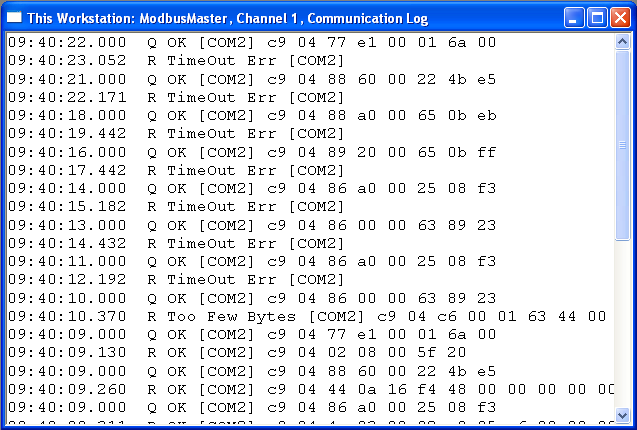 This Workstation: ModbusMaster, Channel 1, Communication Log
09:40:22.000 Q OK [COM2] c9 04 77 e1 00 01 6a 00
09:40:23.052 R TimeOut Err [COM2]
09:40:21.000 Q OK [COM2] c9 04 88 60 00 22 4b e5
09:40:22.171 R TimeOut Err [COM2]
09:40:18.000 Q OK [COM2] c9 04 88 a0 00 65 0b eb
09:40:19.442 R TimeOut Err [COM2]
09:40:16.000 Q OK [COM2] c9 04 89 20 00 65 0b ff
09:40:17.442 R TimeOut Err [COM2]
09:40:14.000 Q OK [COM2] c9 04 86 a0 00 25 08 f3
09:40:15.182 R TimeOut Err [COM2]
09:40:13.000 Q OK [COM2] c9 04 86 00 00 63 89 23
09:40:14.432 R TimeOut Err [COM2]
09:40:11.000 Q OK [COM2] c9 04 86 a0 00 25 08 f3
09:40:12.192 R TimeOut Err [COM2]
09:40:10.000 Q OK [COM2] c9 04 86 00 00 63 89 23
09:40:10.370 R Too Few Bytes [COM2] c9 04 c6 00 01 63 44 00
09:40:09.000 Q OK [COM2] c9 04 77 e1 00 01 6a 00
09:40:09.130 R OK [COM2] c9 04 02 08 00 5f 20
09:40:09.000 Q OK [COM2] c9 04 88 60 00 22 4b e5
09:40:09.260 R OK [COM2] c9 04 44 0a 16 f4 48 00 00 00 00 00
09:40:09.000 Q OK [COM2] c9 04 86 a0 00 25 08 f3